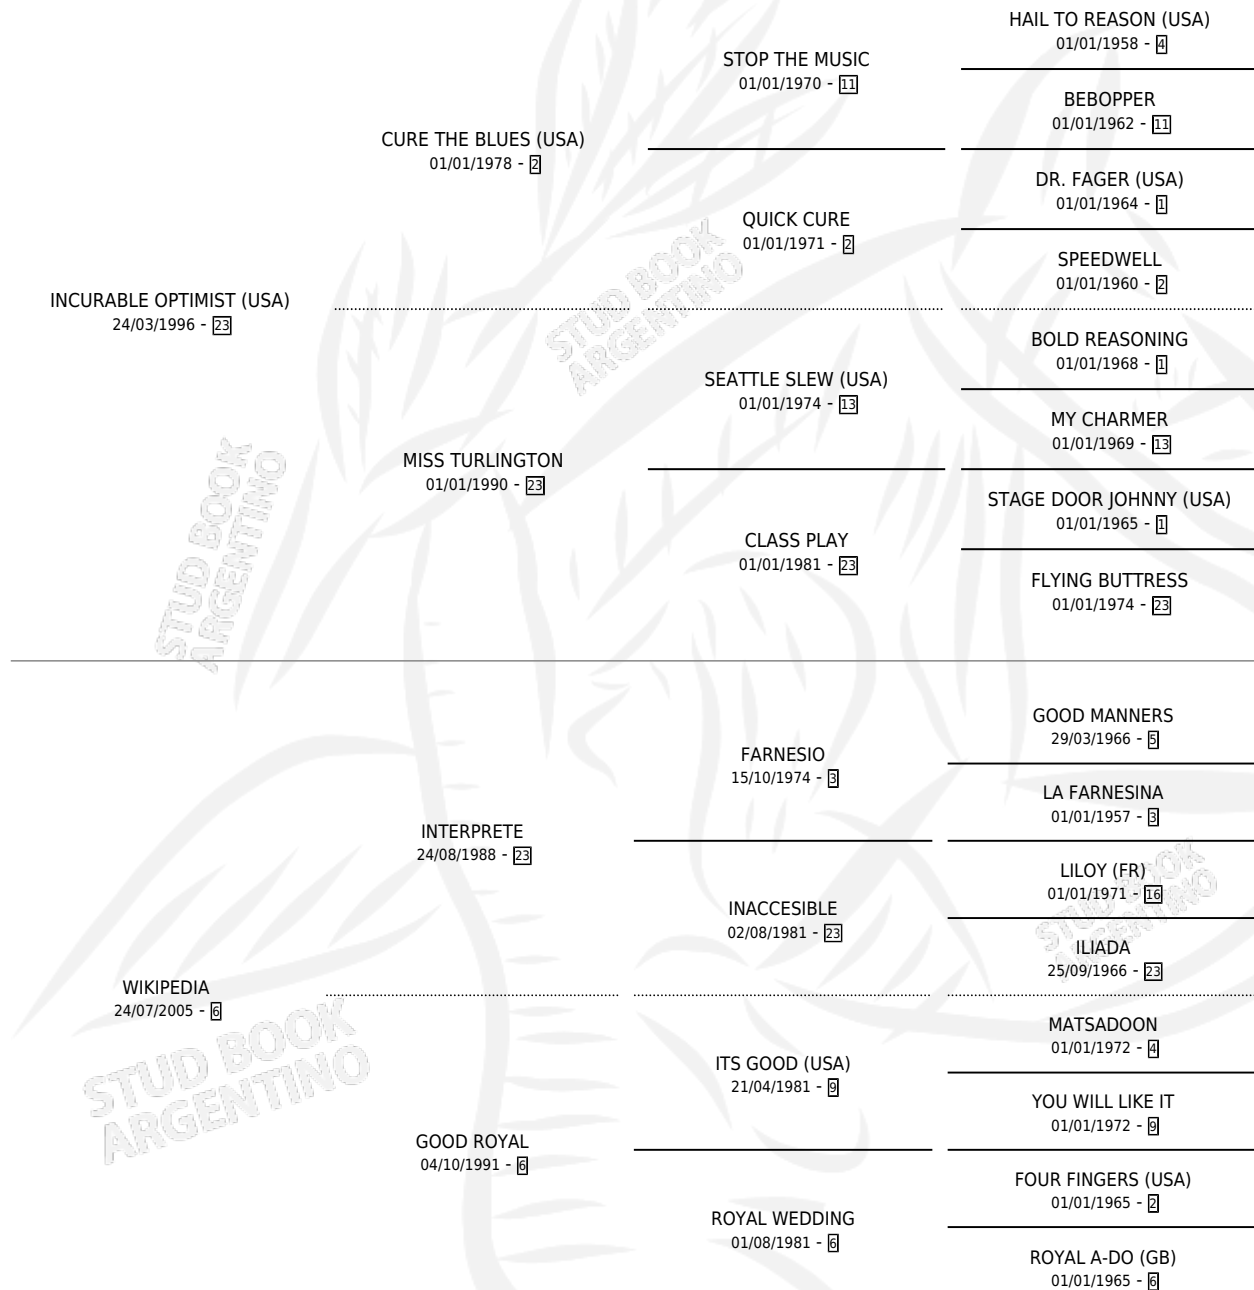 HAIL TO REASON (USA)
01/01/1958 - 4
STOP THE MUSIC
01/01/1970 - 11
BEBOPPER
01/01/1962 - 11
CURE THE BLUES (USA)
01/01/1978 - 2
DR. FAGER (USA)
01/01/1964 - 1
QUICK CURE
01/01/1971 - 2
SPEEDWELL
01/01/1960 - 2
INCURABLE OPTIMIST (USA)
24/03/1996 - 23
BOLD REASONING
01/01/1968 - 1
SEATTLE SLEW (USA)
01/01/1974 - 13
MY CHARMER
01/01/1969 - 13
MISS TURLINGTON
01/01/1990 - 23
STAGE DOOR JOHNNY (USA)
01/01/1965 - 1
CLASS PLAY
01/01/1981 - 23
FLYING BUTTRESS
01/01/1974 - 23
GOOD MANNERS
29/03/1966 - 5
FARNESIO
15/10/1974 - 3
LA FARNESINA
01/01/1957 - 3
INTERPRETE
24/08/1988 - 23
LILOY (FR)
01/01/1971 - 16
INACCESIBLE
02/08/1981 - 23
ILIADA
25/09/1966 - 23
WIKIPEDIA
24/07/2005 - 6
MATSADOON
01/01/1972 - 4
ITS GOOD (USA)
21/04/1981 - 9
YOU WILL LIKE IT
01/01/1972 - 9
GOOD ROYAL
04/10/1991 - 6
FOUR FINGERS (USA)
01/01/1965 - 2
ROYAL WEDDING
01/08/1981 - 6
ROYAL A-DO (GB)
01/01/1965 - 6
STUD BOOK
ARGENTINO
STUD BOOK
ARGENTINO
STUD BOOK
ARGENTINO
STUD BOOK
ARGENTINO